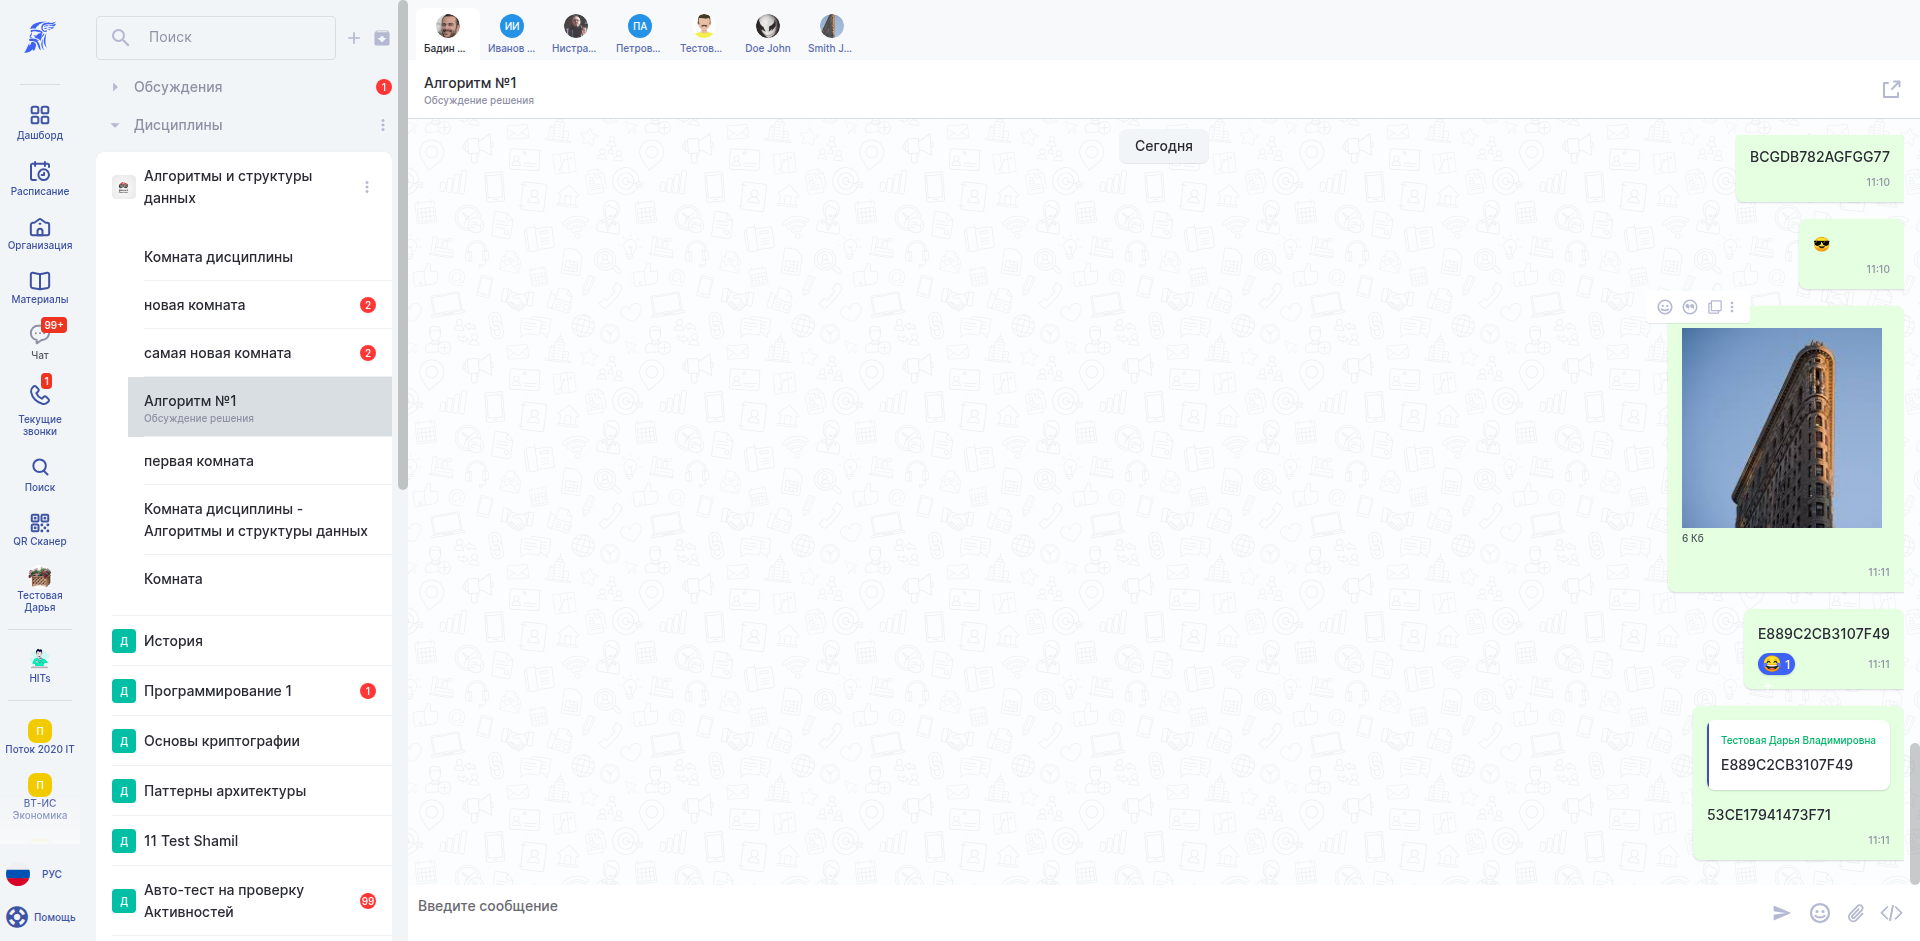 Дашборд
Расписание
Организация
Материалы
99+
Чат
1
Текущие
звонки
Поиск
QR Сканер
Тестовая
Дарья
HITs
П
Поток 2020 IT
П
ВТ-ИС
Экономика
РУС
Помощь
Поиск
Обсуждения
1
Дисциплины
Алгоритмы и структуры
данных
Комната дисциплины
новая комната
2
самая новая комната
2
Алгоритм №1
Обсуждение решения
первая комната
Комната дисциплины -
Алгоритмы и структуры данных
Комната
Д
История
Д
Программирование 1
1
Д
Основы криптографии
Д
Паттерны архитектуры
Д
11 Test Shamil
Д
Авто-тест на проверку
Активностей
99
Бадин ...
ИИ
Иванов ...
Нистра...
ПА
Петров...
Тестов...
Doe John
Smith J...
Алгоритм №1
Обсуждение решения
Сегодня
BCGDB782AGFGG77
11:10
11:10
6 Кб
11:11
E889C2CB3107F49
1
11:11
Тестовая Дарья Владимировна
E889C2CB3107F49
53CE17941473F71
11:11
Введите сообщение